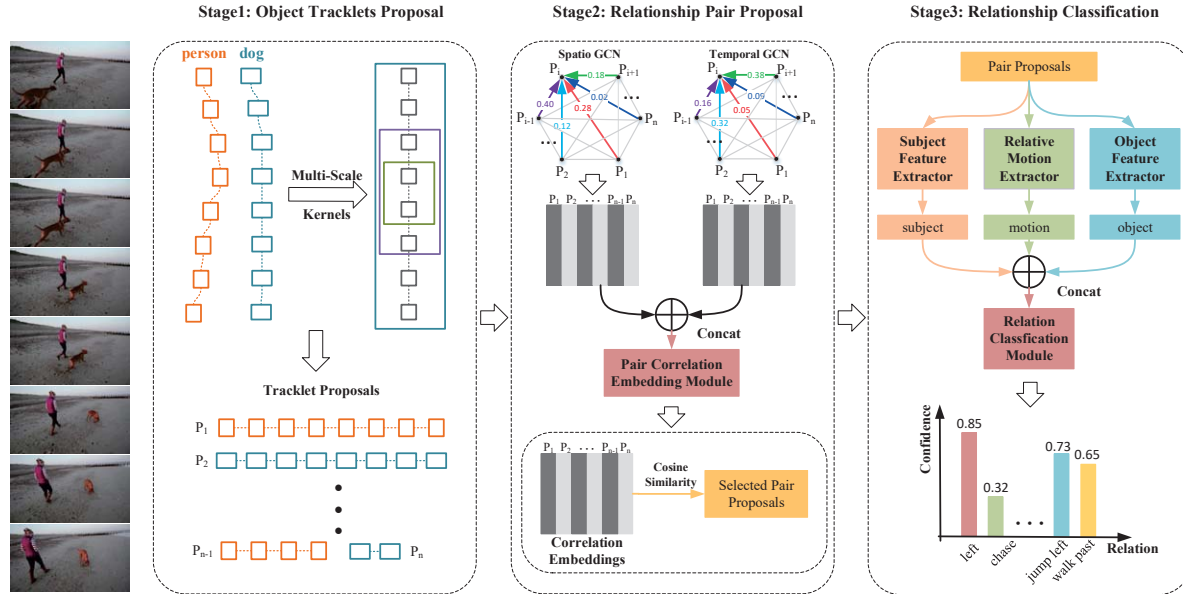 Stage1: Object Tracklets Proposal
person dog
Multi-Scale
Kernels
Tracklet Proposals
P1
P2
Pn-1
Pn
Stage2: Relationship Pair Proposal
Spatio GCN
Pi
Pi+1
0.18
0.40
0.02
0.28
0.12
Pi-1
Pn
P2
P1
Temporal GCN
Pi
Pi+1
0.38
0.16
0.09
0.05
0.32
Pi-1
Pn
P2
P1
P1 P2 ··· Pn-1 Pn
P1 P2 ··· Pn-1 Pn
Concat
Pair Correlation
Embedding Module
P1 P2 ··· Pn-1 Pn
Cosine
Similarity
Selected Pair
Proposals
Correlation
Embeddings
Stage3: Relationship Classification
Pair Proposals
Subject
Feature
Extractor
Relative
Motion
Extractor
Object
Feature
Extractor
subject
motion
object
Concat
Relation
Classfication
Module
Confidence
0.85
0.32
0.73
0.65
left
chase
jump left
walk past
Relation